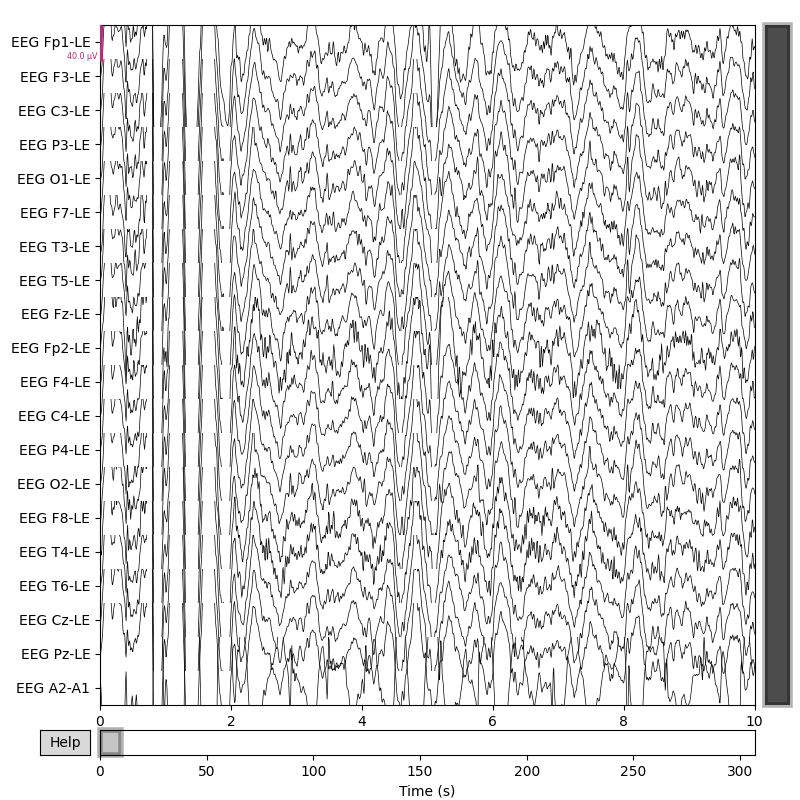 EEG Fp1-LE
40.0 µV
EEG F3-LE
EEG C3-LE
EEG P3-LE
EEG O1-LE
EEG F7-LE
EEG T3-LE
EEG T5-LE
EEG Fz-LE
EEG Fp2-LE
EEG F4-LE
EEG C4-LE
EEG P4-LE
EEG O2-LE
EEG F8-LE
EEG T4-LE
EEG T6-LE
EEG Cz-LE
EEG Pz-LE
EEG A2-A1
0 2 4 6 8 10
Help
0 50 100 150 200 250 300
Time (s)